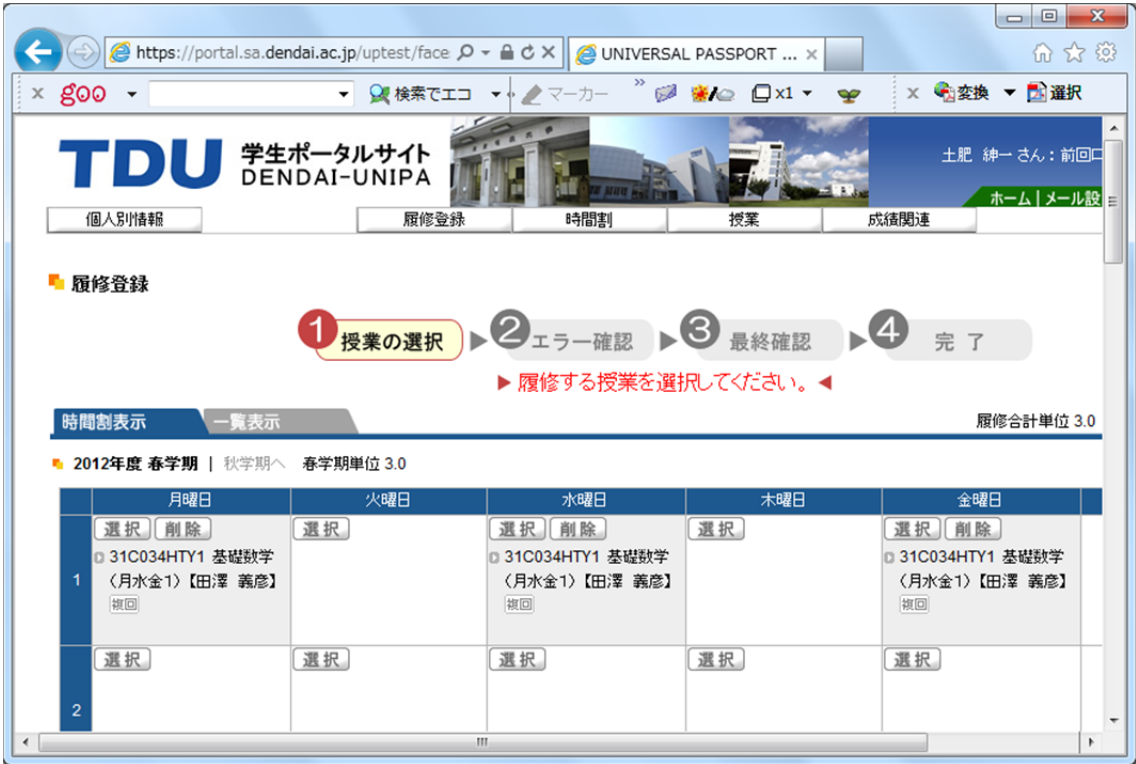 https://portal.sa.dendai.ac.jp/uptest/face
UNIVERSAL PASSPORT ...
goo
検索でエコ
マーカー
x1
変換
選択
TDU 学生ポータルサイト
DENDAI-UNIPA
土肥 紳一 さん：前回ロ
ホーム | メール設
個人別情報 履修登録 時間割 授業 成績関連
履修登録
1 授業の選択 ▶ 2 エラー確認 ▶ 3 最終確認 ▶ 4 完 了
▶ 履修する授業を選択してください。 ◀
時間割表示 一覧表示 履修合計単位 3.0
2012年度 春学期 | 秋学期へ 春学期単位 3.0
月曜日 火曜日 水曜日 木曜日 金曜日
1
選択 削除
31C034HTY1 基礎数学
（月水金1）【田澤 義彦】
複回
選択
選択 削除
31C034HTY1 基礎数学
（月水金1）【田澤 義彦】
複回
選択
選択 削除
31C034HTY1 基礎数学
（月水金1）【田澤 義彦】
複回
2
選択 選択 選択 選択 選択